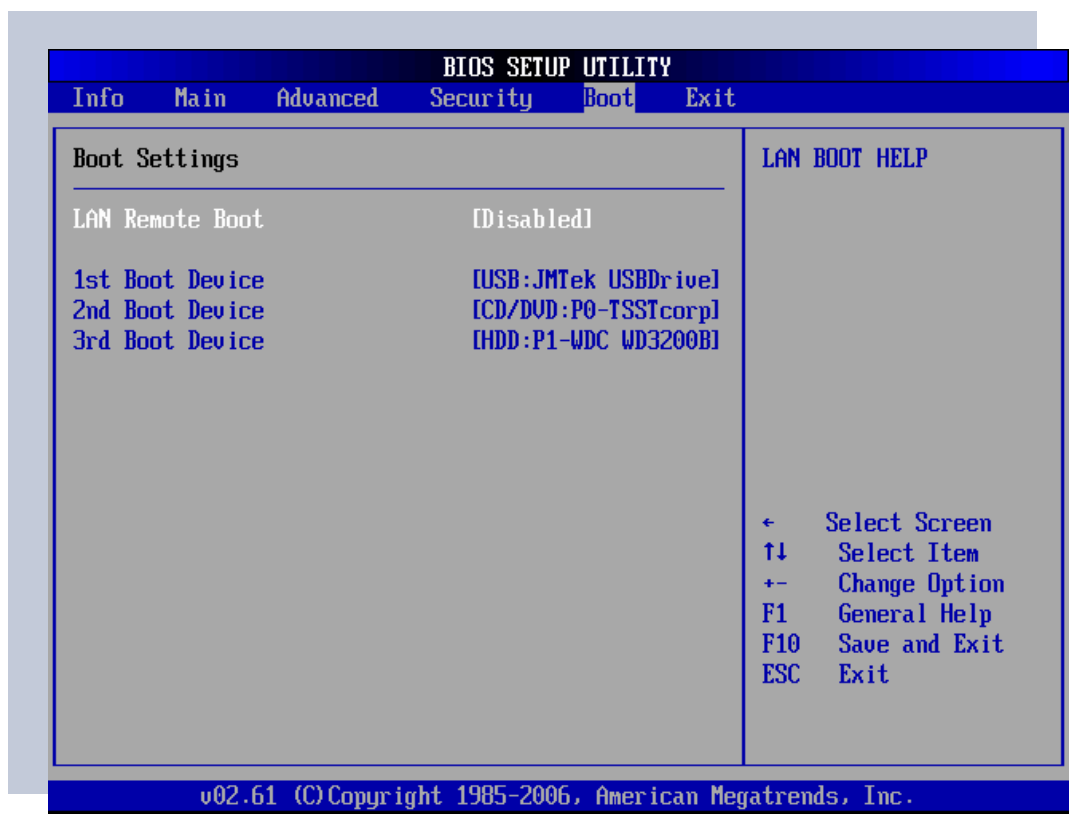 BIOS SETUP UTILITY
Info Main Advanced Security Boot Exit
Boot Settings
LAN Remote Boot [Disabled]
1st Boot Device [USB:JMTek USBDrive]
2nd Boot Device [CD/DVD:P0-TSSTcorp]
3rd Boot Device [HDD:P1-WDC WD3200B]
LAN BOOT HELP
← Select Screen
↑↓ Select Item
+- Change Option
F1 General Help
F10 Save and Exit
ESC Exit
v02.61 (C)Copyright 1985-2006, American Megatrends, Inc.